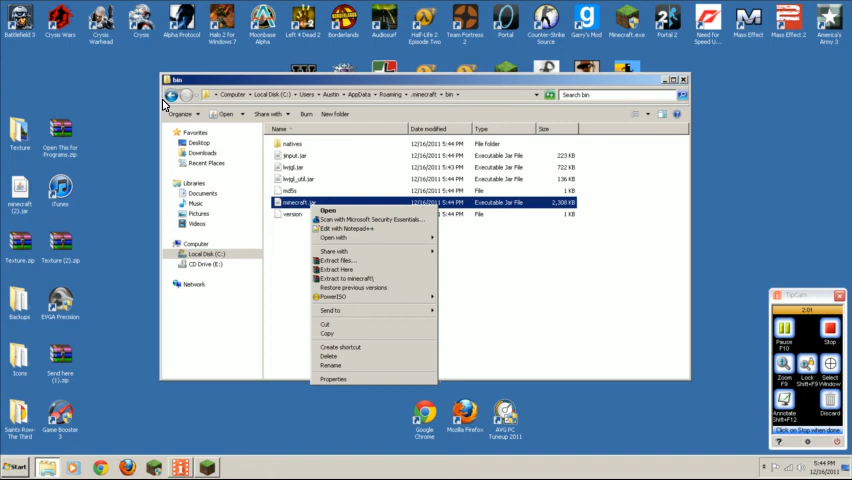 Battlefield 3
Crysis Wars
Crysis Warhead
Crysis
Alpha Protocol
Halo 2 for Windows 7
Moonbase Alpha
Left 4 Dead 2
Borderlands
Audiosurf
Half-Life 2 Episode Two
Team Fortress 2
Portal
Counter-Strike Source
Garry's Mod
Minecraft.exe
Portal 2
Need for Speed U...
Mass Effect
Mass Effect 2
America's Army 3
bin
Computer Local Disk (C:) Users Austin AppData Roaming .minecraft bin
Search bin
Organize Open Share with Burn New folder
Favorites
Desktop
Downloads
Recent Places
Libraries
Documents
Music
Pictures
Videos
Computer
Local Disk (C:)
CD Drive (E:)
Network
Name Date modified Type Size
natives 12/16/2011 5:44 PM File folder
jinput.jar 12/16/2011 5:44 PM Executable Jar File 223 KB
lwjgl.jar 12/16/2011 5:43 PM Executable Jar File 722 KB
lwjgl_util.jar 12/16/2011 5:44 PM Executable Jar File 136 KB
md5s 12/16/2011 5:44 PM File 1 KB
minecraft.jar 12/16/2011 5:44 PM Executable Jar File 2,308 KB
version 12/16/2011 5:44 PM File 1 KB
Open
Scan with Microsoft Security Essentials...
Edit with Notepad++
Open with
Share with
Extract files...
Extract Here
Extract to minecraft\
Restore previous versions
PowerISO
Send to
Cut
Copy
Create shortcut
Delete
Rename
Properties
Texture
Open This for Programs.zip
minecraft (2).jar
iTunes
Texture.zip
Texture (2).zip
Backups
EVGA Precision
Icons
Send here (1).zip
Saints Row- The Third
Game Booster 3
Google Chrome
Mozilla Firefox
AVG PC Tuneup 2011
TipCam
2:01
Pause F10
Stop
Zoom F9
Lock Shift+F9
Select Window
Annotate Shift+F12
Discard
Click on Stop when done
?
Start
5:44 PM
12/16/2011